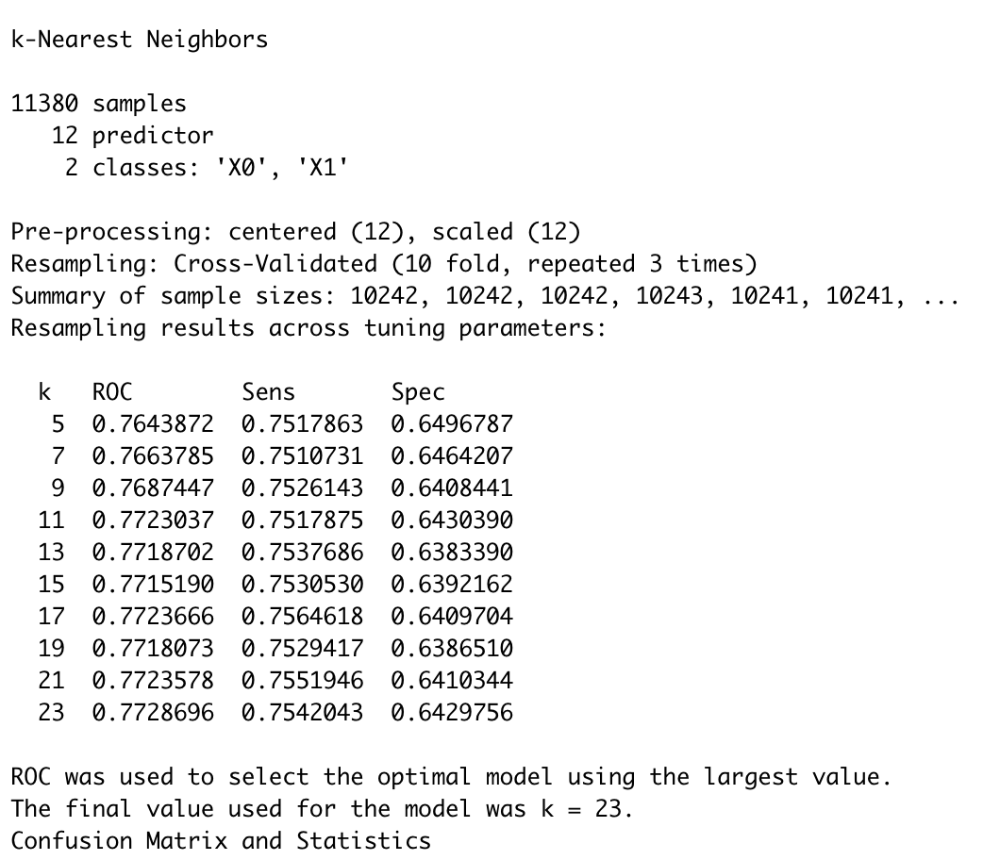 k-Nearest Neighbors
11380 samples
12 predictor
2 classes: 'X0', 'X1'
Pre-processing: centered (12), scaled (12)
Resampling: Cross-Validated (10 fold, repeated 3 times)
Summary of sample sizes: 10242, 10242, 10242, 10243, 10241, 10241, ...
Resampling results across tuning parameters:
k ROC Sens Spec
5 0.7643872 0.7517863 0.6496787
7 0.7663785 0.7510731 0.6464207
9 0.7687447 0.7526143 0.6408441
11 0.7723037 0.7517875 0.6430390
13 0.7718702 0.7537686 0.6383390
15 0.7715190 0.7530530 0.6392162
17 0.7723666 0.7564618 0.6409704
19 0.7718073 0.7529417 0.6386510
21 0.7723578 0.7551946 0.6410344
23 0.7728696 0.7542043 0.6429756
ROC was used to select the optimal model using the largest value.
The final value used for the model was k = 23.
Confusion Matrix and Statistics